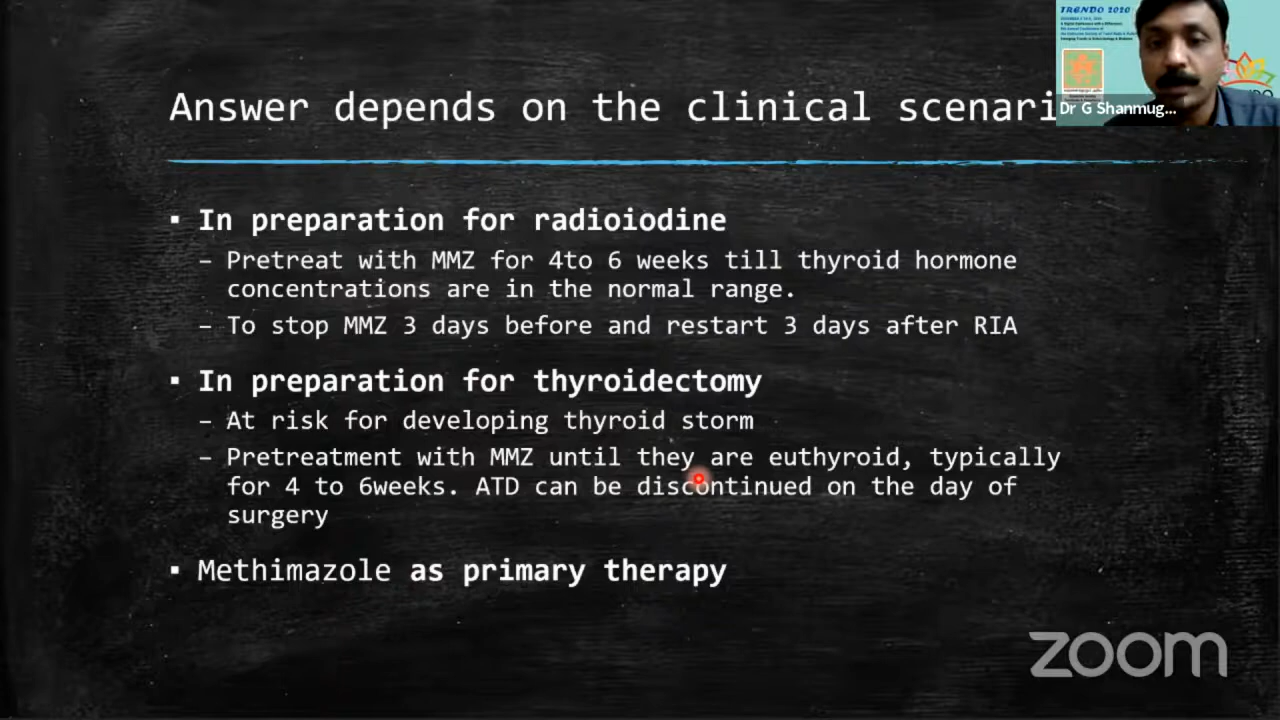 TRENDO 2020
Answer depends on the clinical scenari
Dr G Shanmug...
▪ In preparation for radioiodine
– Pretreat with MMZ for 4to 6 weeks till thyroid hormone
concentrations are in the normal range.
– To stop MMZ 3 days before and restart 3 days after RIA
▪ In preparation for thyroidectomy
– At risk for developing thyroid storm
– Pretreatment with MMZ until they are euthyroid, typically
for 4 to 6weeks. ATD can be discontinued on the day of
surgery
▪ Methimazole as primary therapy
zoom